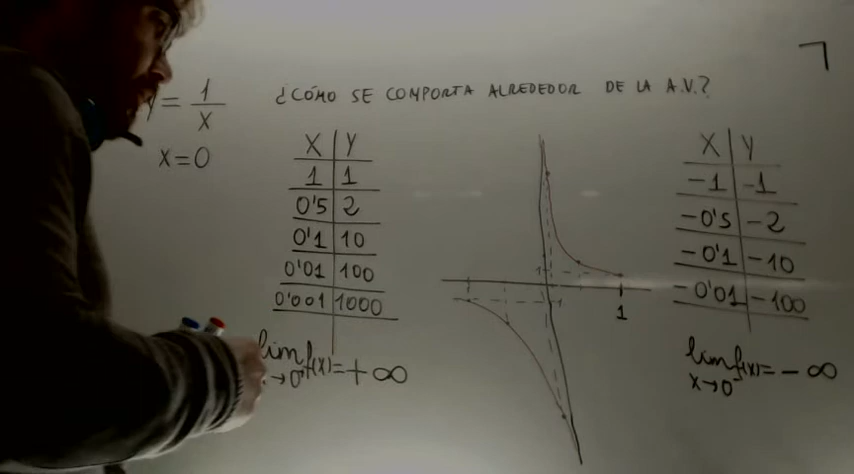 ¿CÓMO SE COMPORTA ALREDEDOR DE LA A.V.?
y = 1/x
x=0
X | Y
1 | 1
0'5 | 2
0'1 | 10
0'01 | 100
0'001 | 1000
lim f(x)=+∞
x→0⁺
1
1
-1
X | Y
-1 | -1
-0'5 | -2
-0'1 | -10
-0'01 | -100
lim f(x)=-∞
x→0⁻